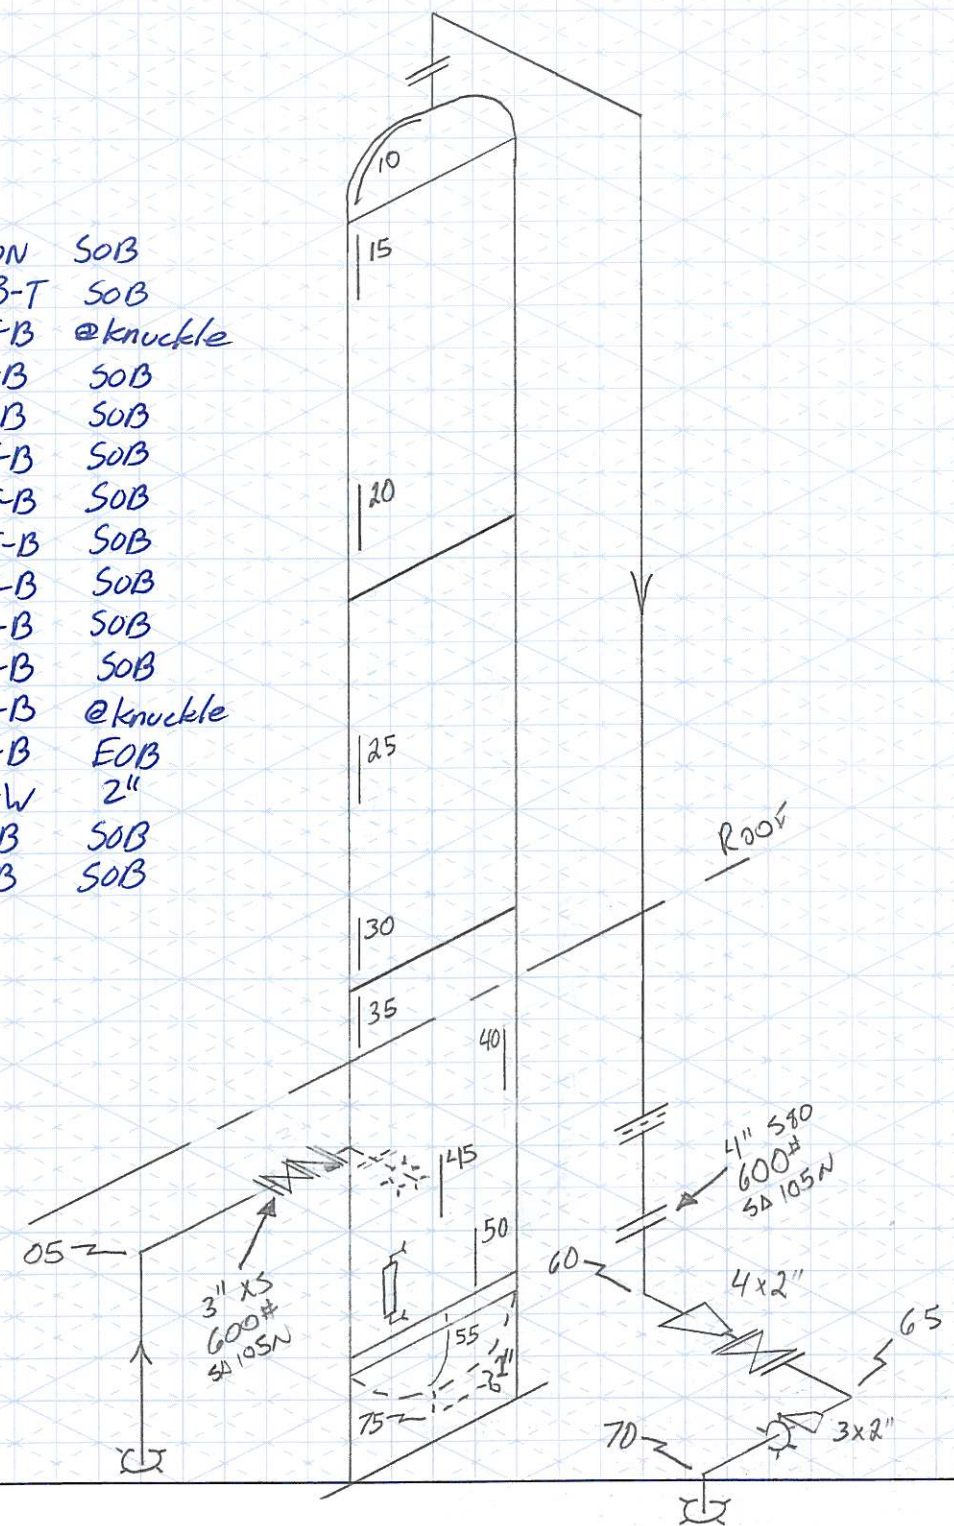 10
ON SOB
B-T SOB
-B @knuckle
B SOB
B SOB
-B SOB
-B SOB
-B SOB
-B SOB
-B SOB
-B SOB
-B @knuckle
-B EOB
-W 2"
B SOB
B SOB
15
20
25
ROOF
30
35
40
45
4" S80
600#
SA 105N
50
05
60
4x2"
3" XS
600#
SA 105N
65
55
75
3x2"
70